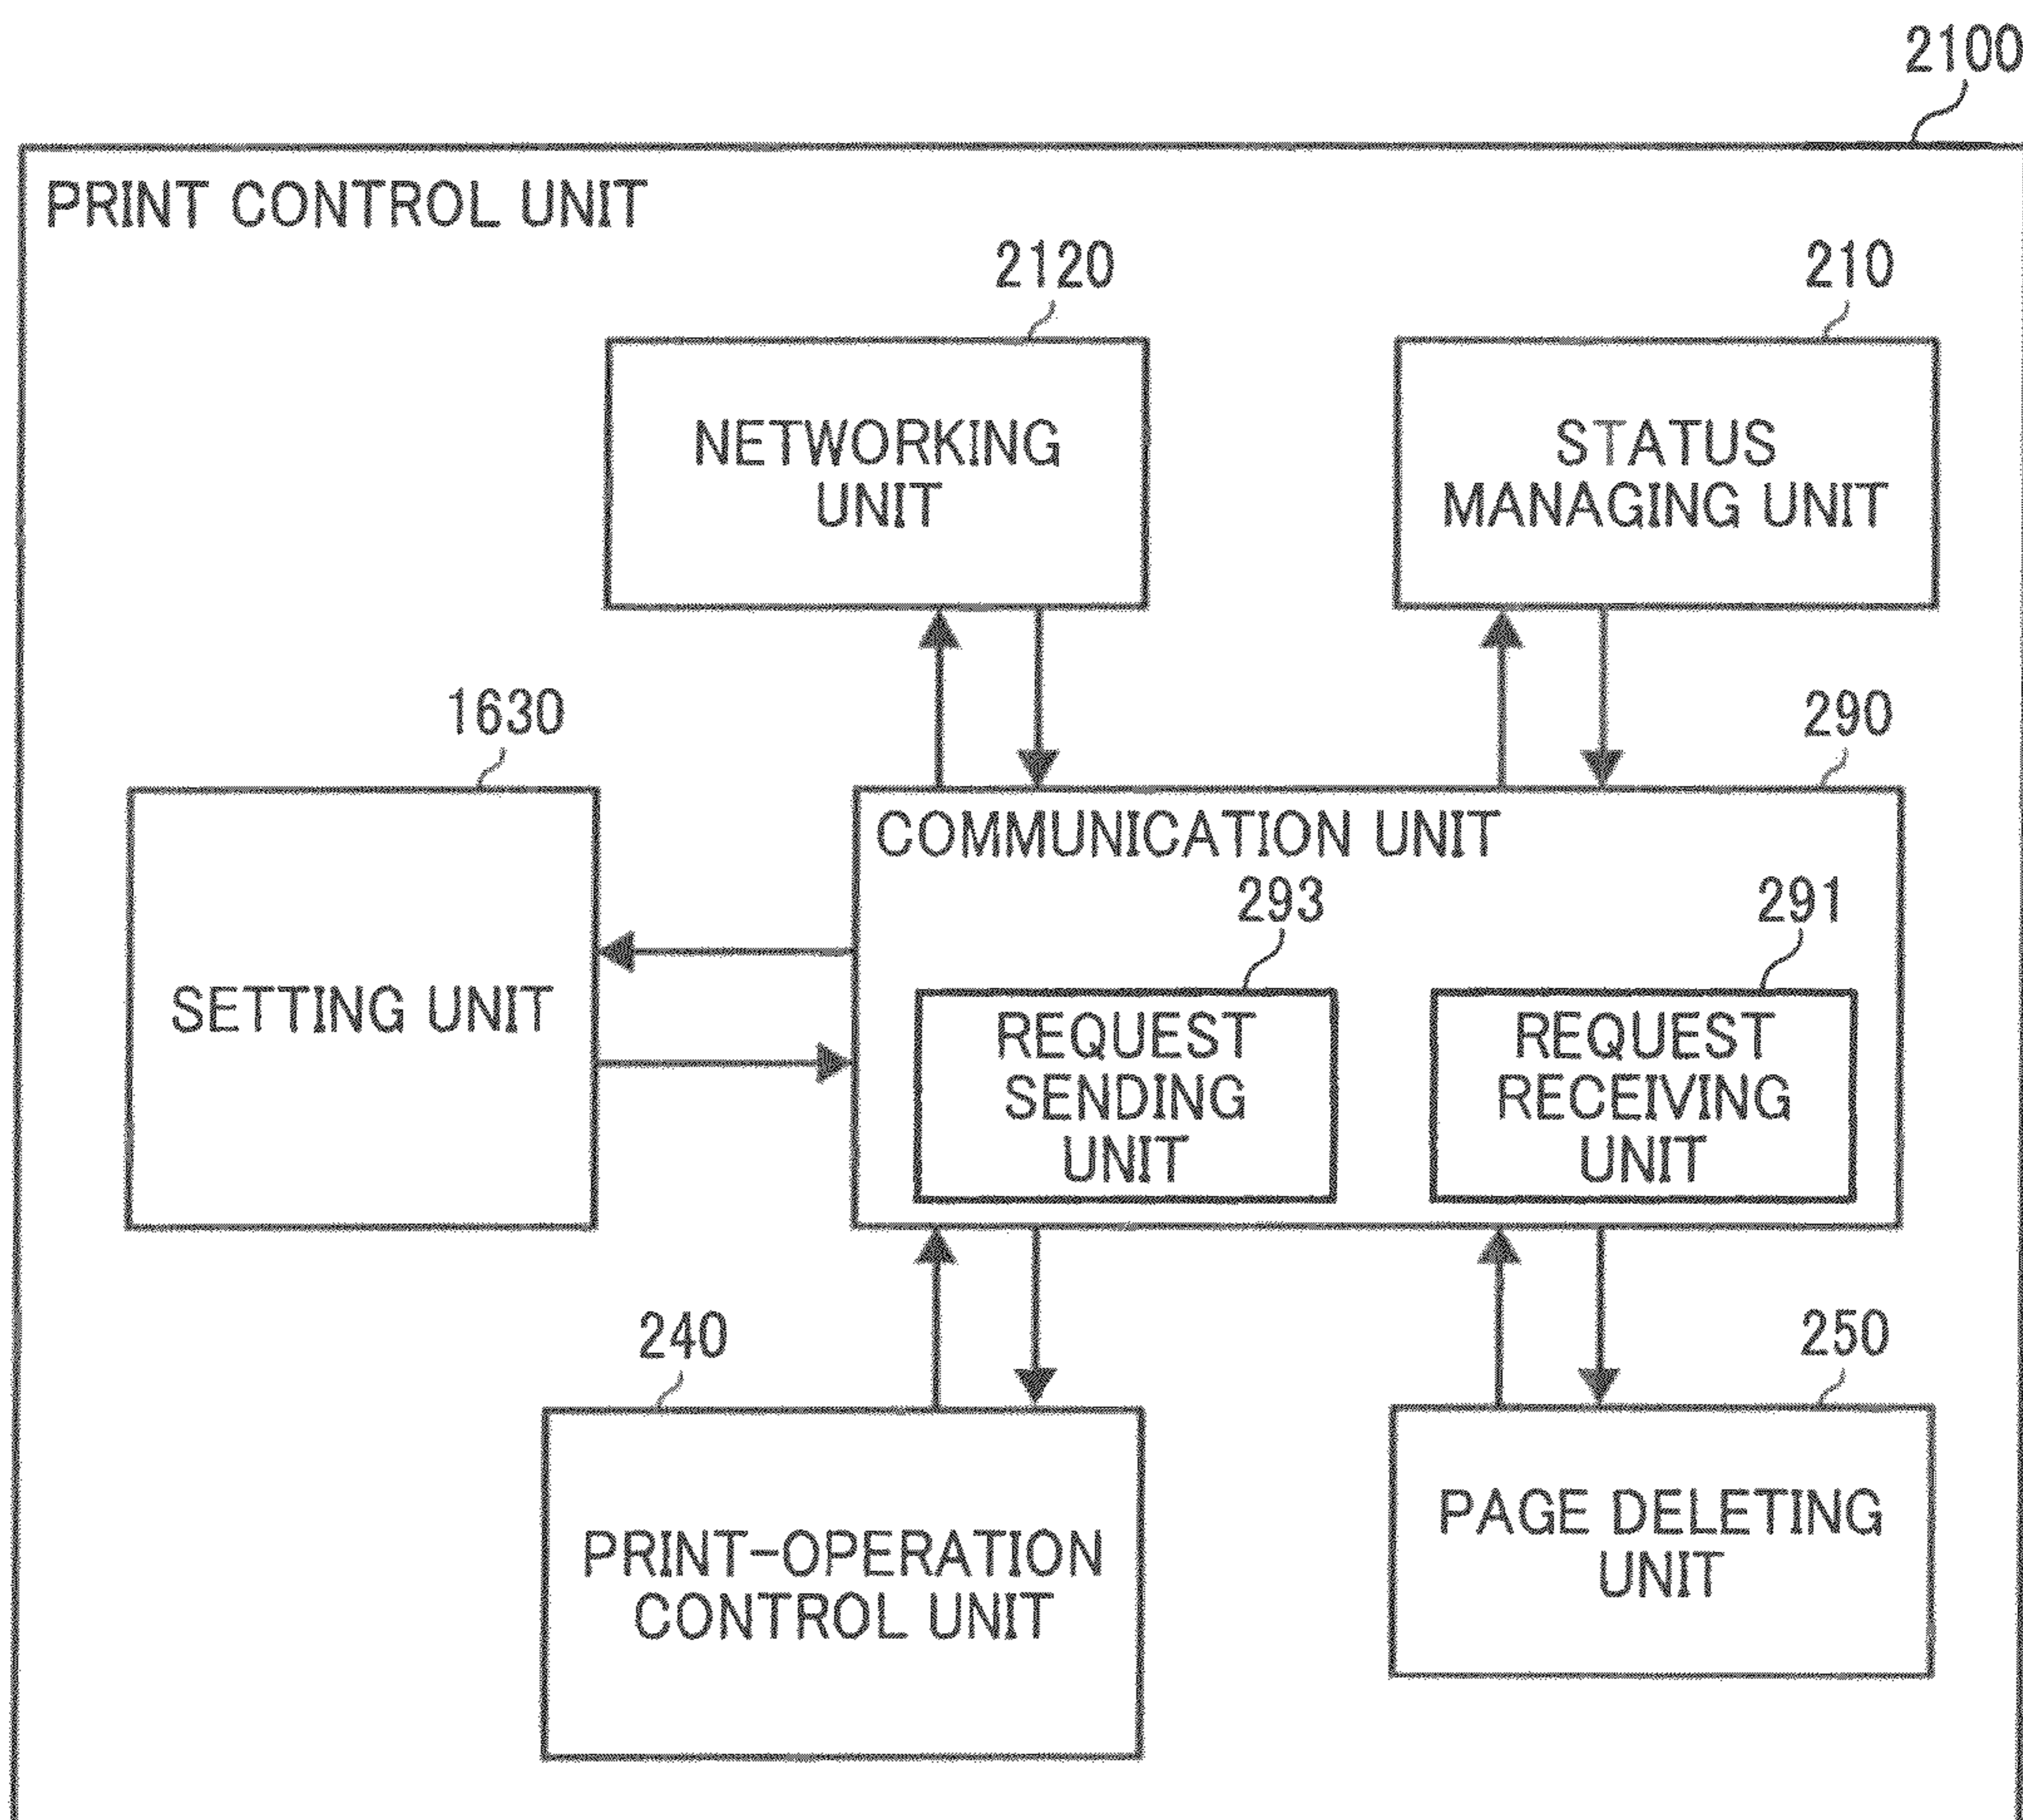 2100
PRINT CONTROL UNIT
2120
210
NETWORKING
UNIT
STATUS
MANAGING UNIT
1630
290
SETTING UNIT
COMMUNICATION UNIT
293
291
REQUEST
SENDING
UNIT
REQUEST
RECEIVING
UNIT
240
250
PRINT-OPERATION
CONTROL UNIT
PAGE DELETING
UNIT